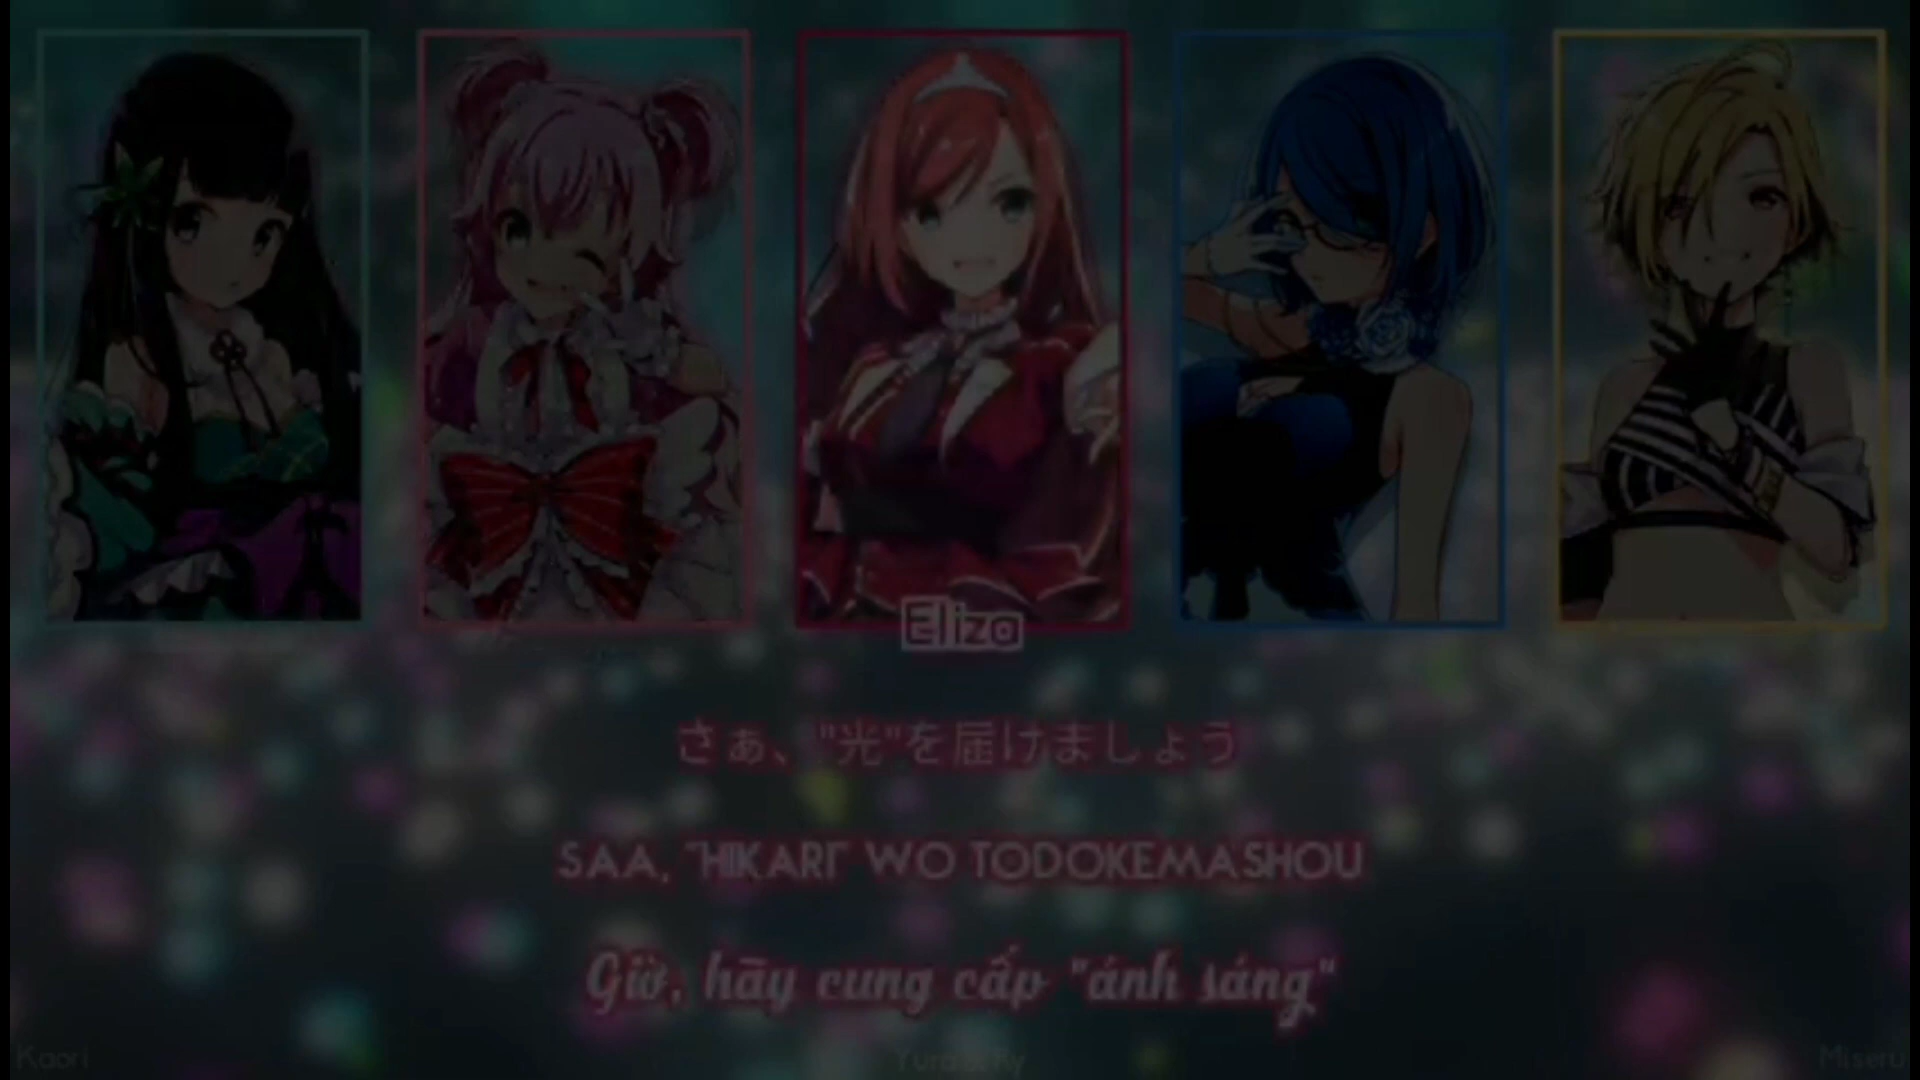 Elizo
さぁ、"光"を届けましょう
SAA, "HIKARI" WO TODOKEMASHOU
Giờ, hãy cung cấp "ánh sáng"
Kaori
Miseru